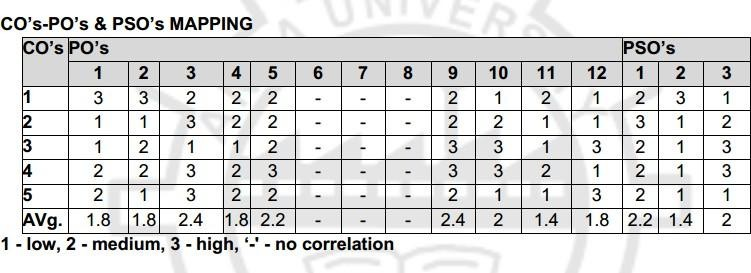 CO's-PO's & PSO's MAPPING
CO's PO's PSO's
1 2 3 4 5 6 7 8 9 10 11 12 1 2 3
1 3 3 2 2 2 - - - 2 1 2 1 2 3 1
2 1 1 3 2 2 - - - 2 2 1 1 3 1 2
3 1 2 1 1 2 - - - 3 3 1 3 2 1 3
4 2 2 3 2 3 - - - 3 3 2 1 2 1 3
5 2 1 3 2 2 - - - 2 1 1 3 2 1 1
AVg. 1.8 1.8 2.4 1.8 2.2 - - - 2.4 2 1.4 1.8 2.2 1.4 2
1 - low, 2 - medium, 3 - high, '-' - no correlation